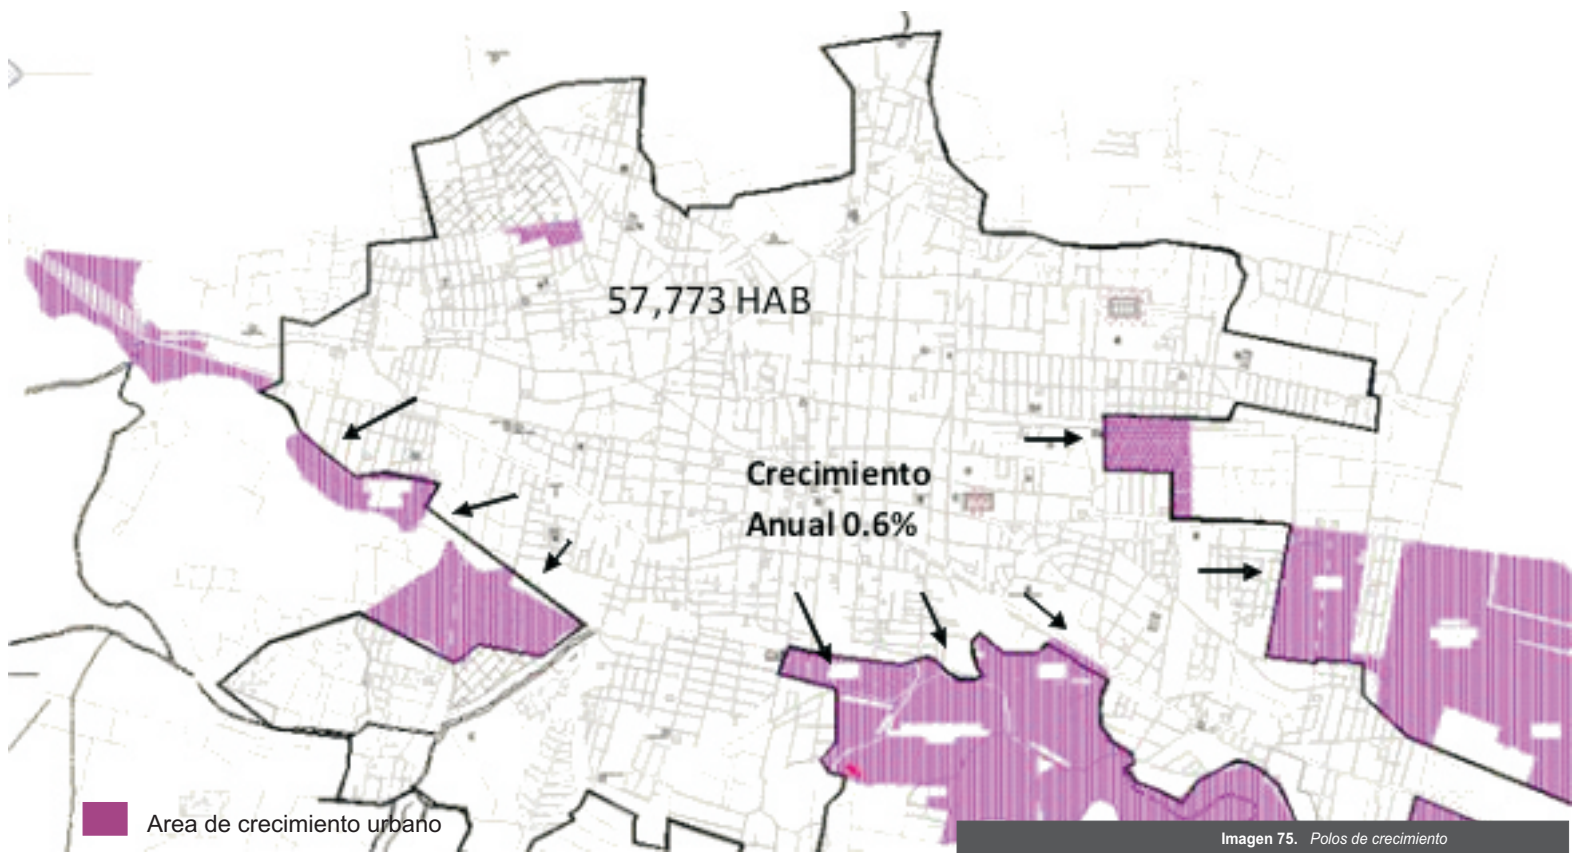 57,773 HAB
Crecimiento
Anual 0.6%
Area de crecimiento urbano
Imagen 75. Polos de crecimiento